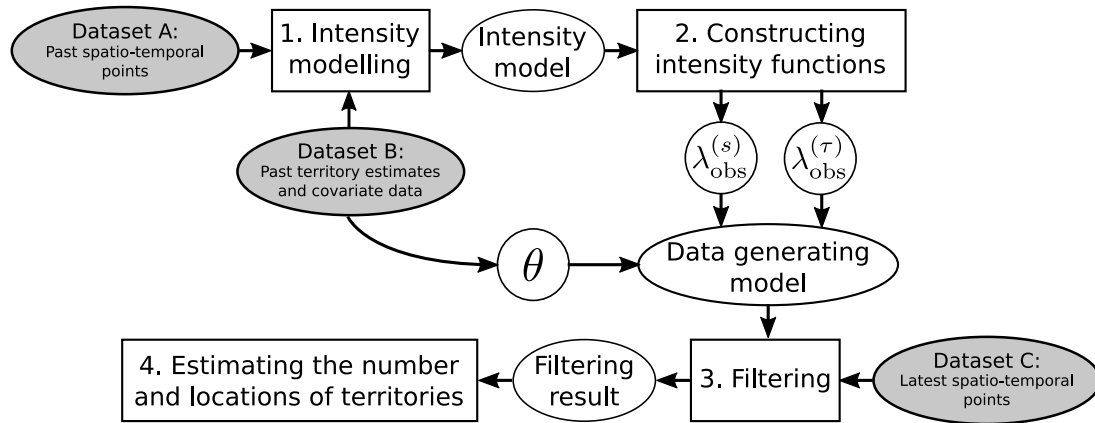 Dataset A:
Past spatio-temporal
points
1. Intensity
modelling
Intensity
model
2. Constructing
intensity functions
Dataset B:
Past territory estimates
and covariate data
λ_obs^(s)
λ_obs^(τ)
θ
Data generating
model
4. Estimating the number
and locations of territories
Filtering
result
3. Filtering
Dataset C:
Latest spatio-temporal
points